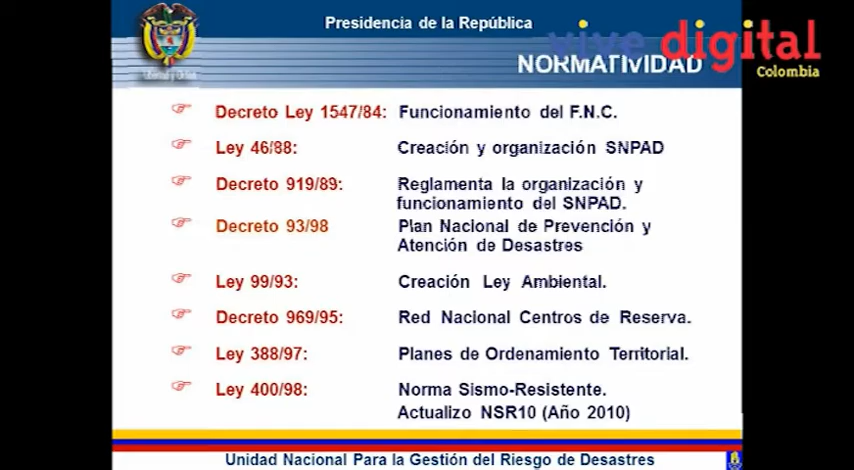 Presidencia de la República
vive digital
Colombia
NORMATIVIDAD
Libertad y Orden
Decreto Ley 1547/84: Funcionamiento del F.N.C.
Ley 46/88: Creación y organización SNPAD
Decreto 919/89: Reglamenta la organización y
funcionamiento del SNPAD.
Decreto 93/98 Plan Nacional de Prevención y
Atención de Desastres
Ley 99/93: Creación Ley Ambiental.
Decreto 969/95: Red Nacional Centros de Reserva.
Ley 388/97: Planes de Ordenamiento Territorial.
Ley 400/98: Norma Sismo-Resistente.
Actualizo NSR10 (Año 2010)
Unidad Nacional Para la Gestión del Riesgo de Desastres